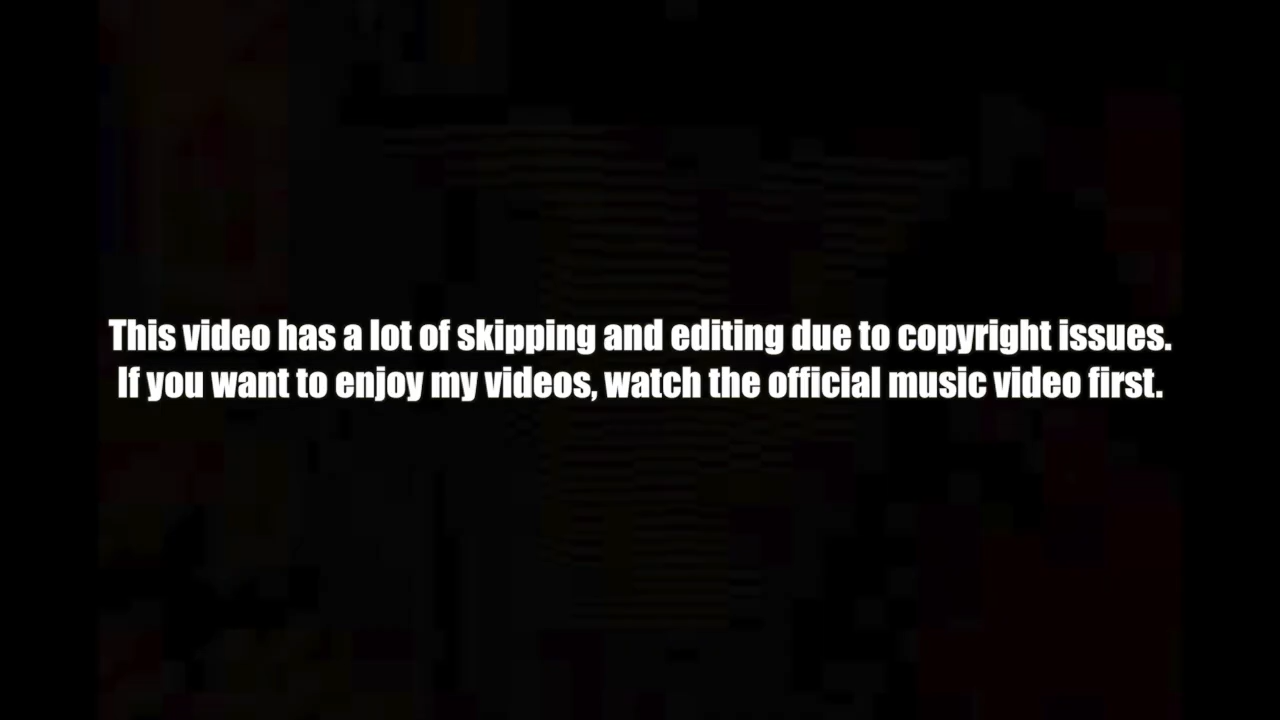 This video has a lot of skipping and editing due to copyright issues.
If you want to enjoy my videos, watch the official music video first.